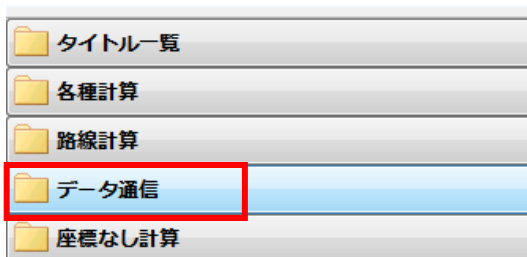 タイトル一覧
各種計算
路線計算
データ通信
座標なし計算